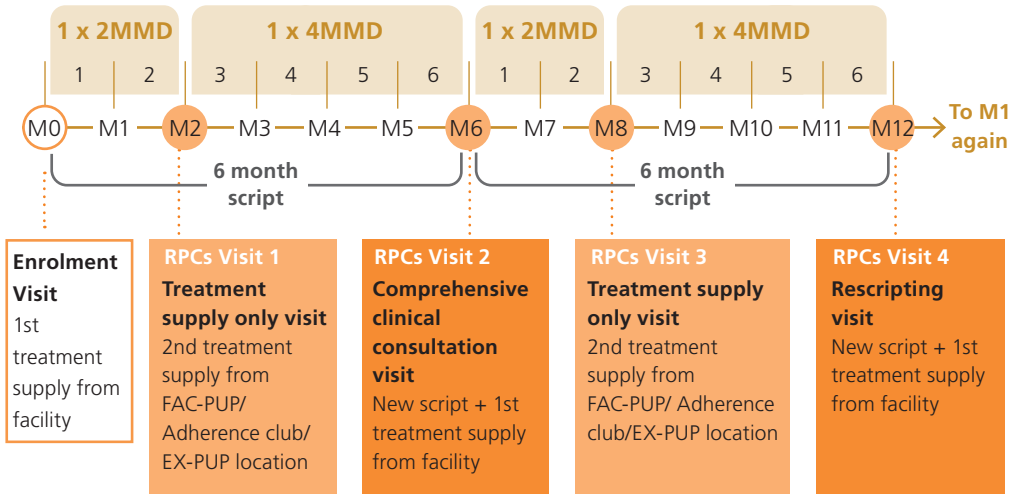 1 x 2MMD
1 x 4MMD
1 x 2MMD
1 x 4MMD
1 2 3 4 5 6 1 2 3 4 5 6
M0 M1 M2 M3 M4 M5 M6 M7 M8 M9 M10 M11 M12
To M1
again
6 month
script
6 month
script
Enrolment
Visit
1st
treatment
supply from
facility
RPCs Visit 1
Treatment
supply only visit
2nd treatment
supply from
FAC-PUP/
Adherence club/
EX-PUP location
RPCs Visit 2
Comprehensive
clinical
consultation
visit
New script + 1st
treatment supply
from facility
RPCs Visit 3
Treatment supply
only visit
2nd treatment
supply from
FAC-PUP/ Adherence
club/EX-PUP location
RPCs Visit 4
Rescripting
visit
New script + 1st
treatment supply
from facility